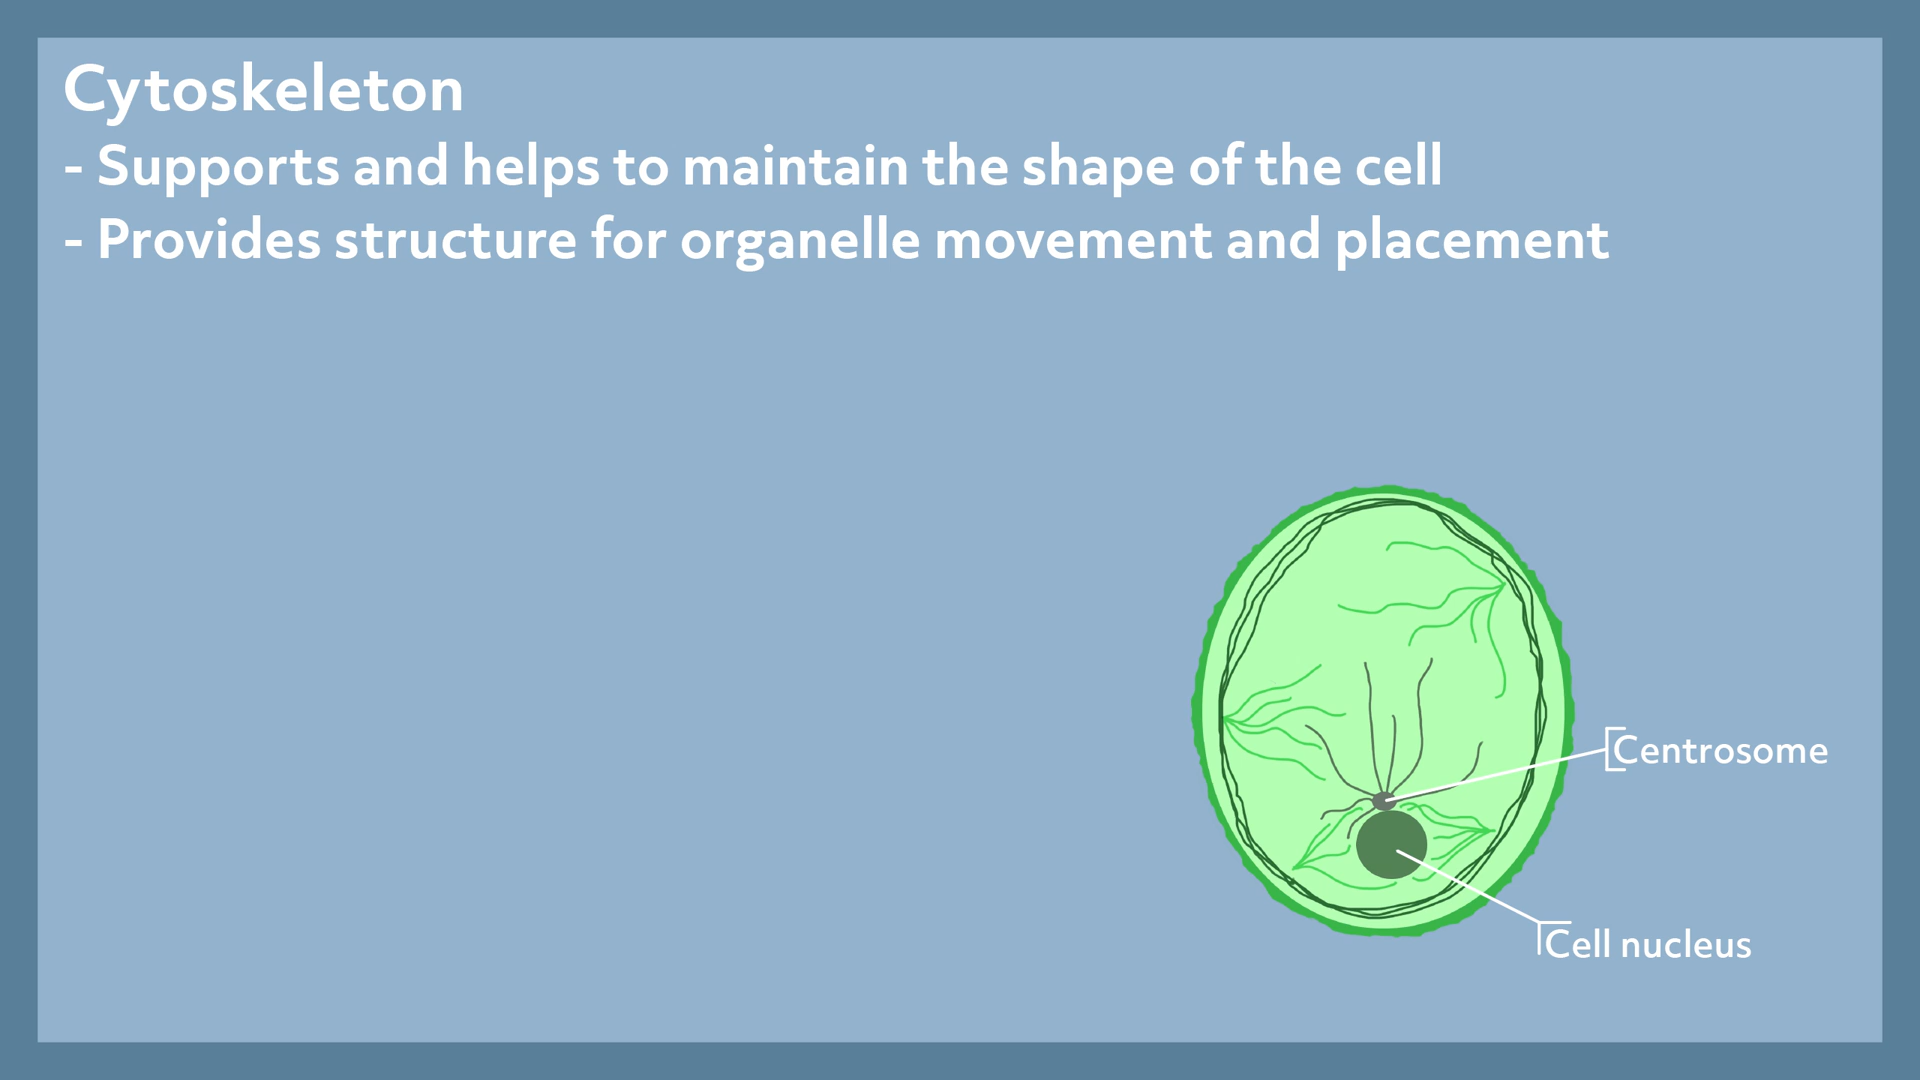 Cytoskeleton
- Supports and helps to maintain the shape of the cell
- Provides structure for organelle movement and placement
Centrosome
Cell nucleus